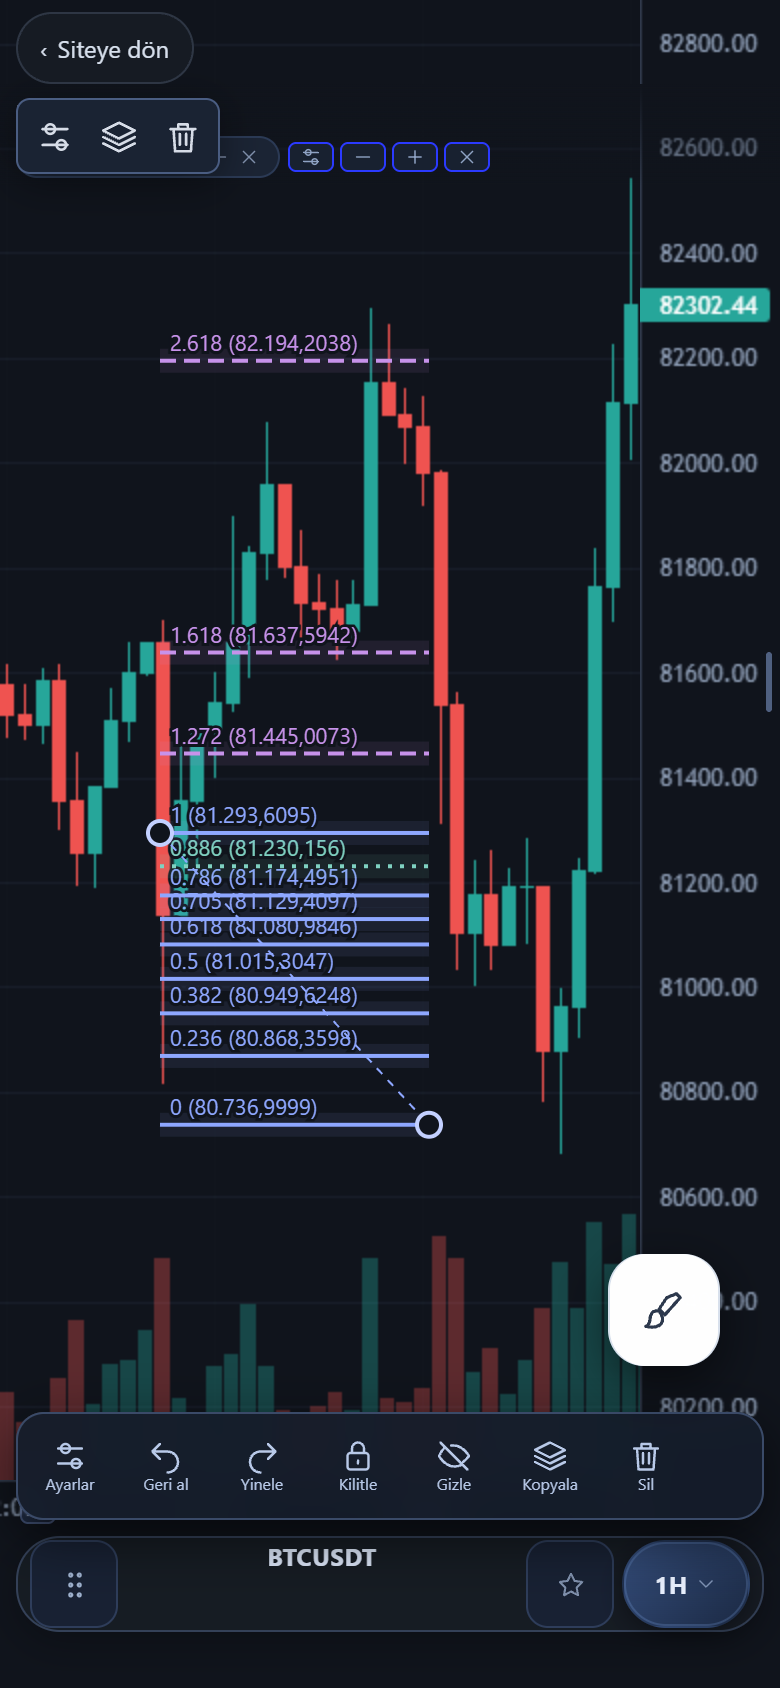 ‹ Siteye dön
82800.00
82600.00
82400.00
82302.44
2.618 (82.194,2038)
82200.00
82000.00
81800.00
1.618 (81.637,5942)
81600.00
1.272 (81.445,0073)
81400.00
1 (81.293,6095)
0.886 (81.230,156)
0.786 (81.174,4951)
81200.00
0.705 (81.129,4097)
0.618 (81.080,9846)
0.5 (81.015,3047)
81000.00
0.382 (80.949,6248)
0.236 (80.868,3598)
80800.00
0 (80.736,9999)
80600.00
.00
80200.00
Ayarlar
Geri al
Yinele
Kilitle
Gizle
Kopyala
Sil
BTCUSDT
1H